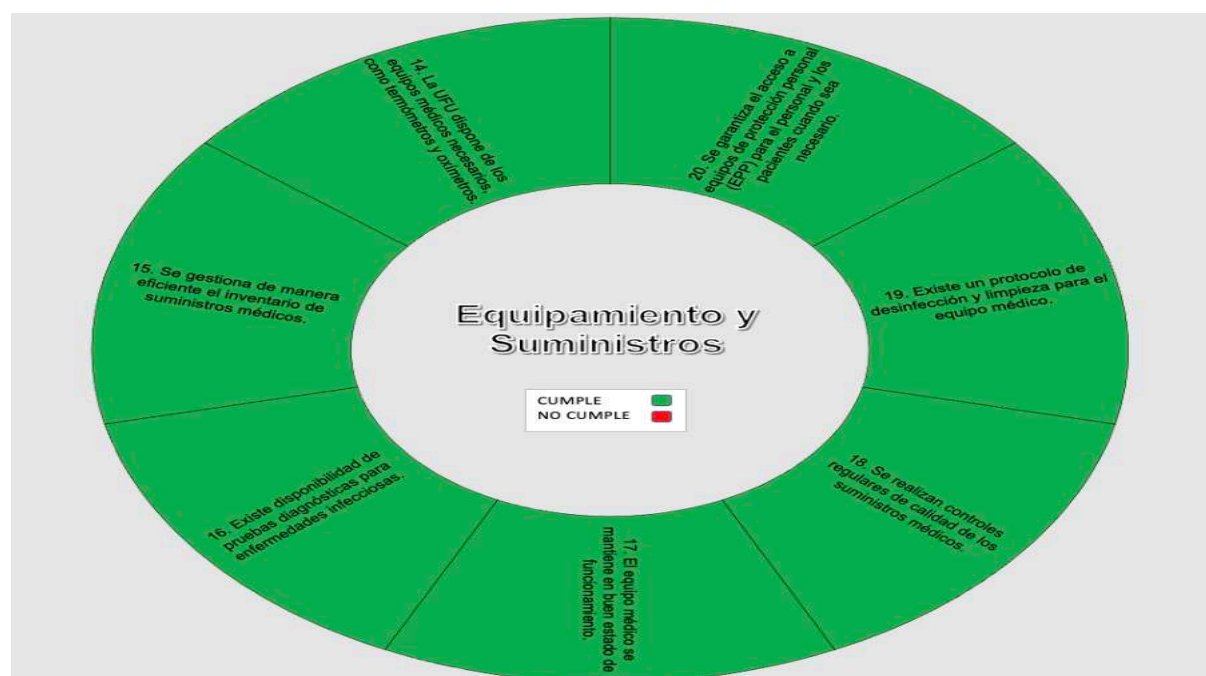 14. La UFU dispone de los
equipos médicos necesarios,
como termómetros y oxímetros.
20. Se garantiza el acceso a
equipos de protección personal
(EPP) para el personal y los
pacientes cuando sea
necesario.
15. Se gestiona de manera
eficiente el inventario de
suministros médicos.
19. Existe un protocolo de
desinfección y limpieza para el
equipo médico.
Equipamiento y
Suministros
CUMPLE
NO CUMPLE
16. Existe disponibilidad de
pruebas diagnósticas para
enfermedades infecciosas.
18. Se realizan controles
regulares de calidad de los
suministros médicos.
17. El equipo médico se
mantiene en buen estado de
funcionamiento.